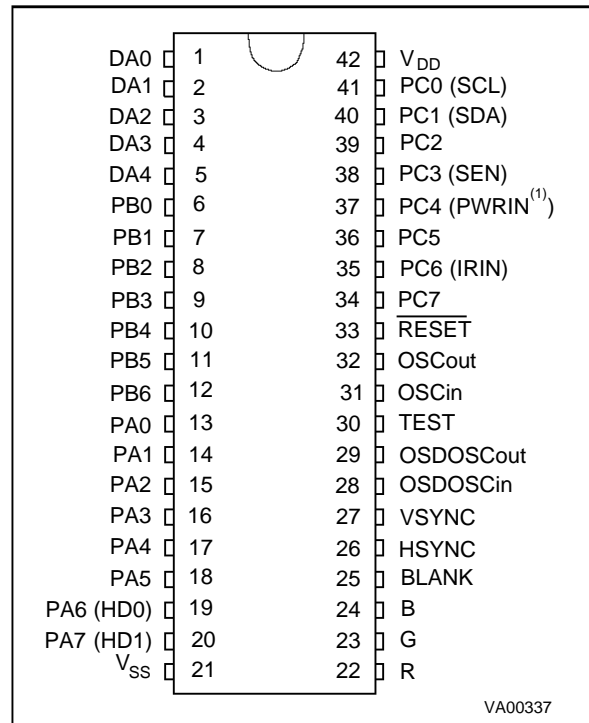 DA0 1 42 VDD
DA1 2 41 PC0 (SCL)
DA2 3 40 PC1 (SDA)
DA3 4 39 PC2
DA4 5 38 PC3 (SEN)
PB0 6 37 PC4 (PWRIN(1))
PB1 7 36 PC5
PB2 8 35 PC6 (IRIN)
PB3 9 34 PC7
PB4 10 33 RESET
PB5 11 32 OSCout
PB6 12 31 OSCin
PA0 13 30 TEST
PA1 14 29 OSDOSCout
PA2 15 28 OSDOSCin
PA3 16 27 VSYNC
PA4 17 26 HSYNC
PA5 18 25 BLANK
PA6 (HD0) 19 24 B
PA7 (HD1) 20 23 G
VSS 21 22 R
VA00337